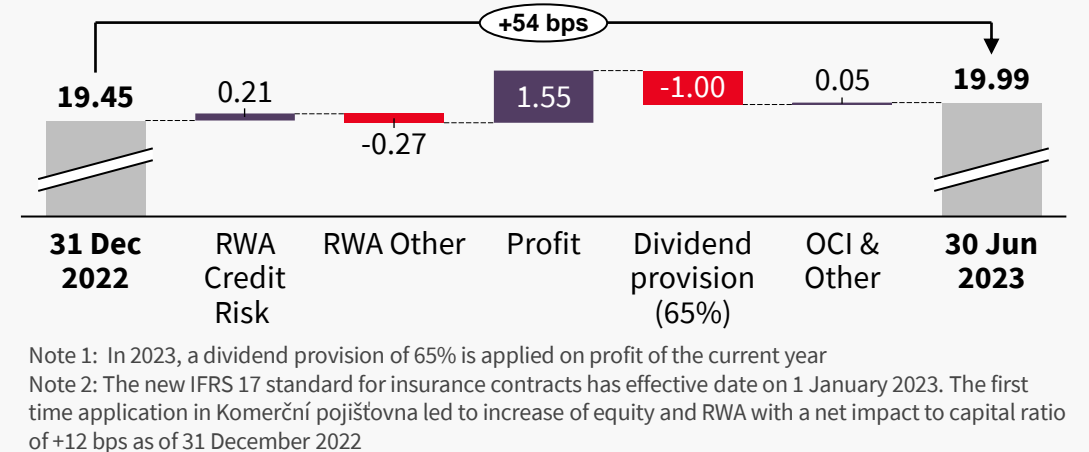 +54 bps
19.45
0.21
-0.27
1.55
-1.00
0.05
19.99
31 Dec
2022
RWA
Credit
Risk
RWA Other
Profit
Dividend
provision
(65%)
OCI &
Other
30 Jun
2023
Note 1:  In 2023, a dividend provision of 65% is applied on profit of the current year
Note 2: The new IFRS 17 standard for insurance contracts has effective date on 1 January 2023. The first
time application in Komerční pojišťovna led to increase of equity and RWA with a net impact to capital ratio
of +12 bps as of 31 December 2022